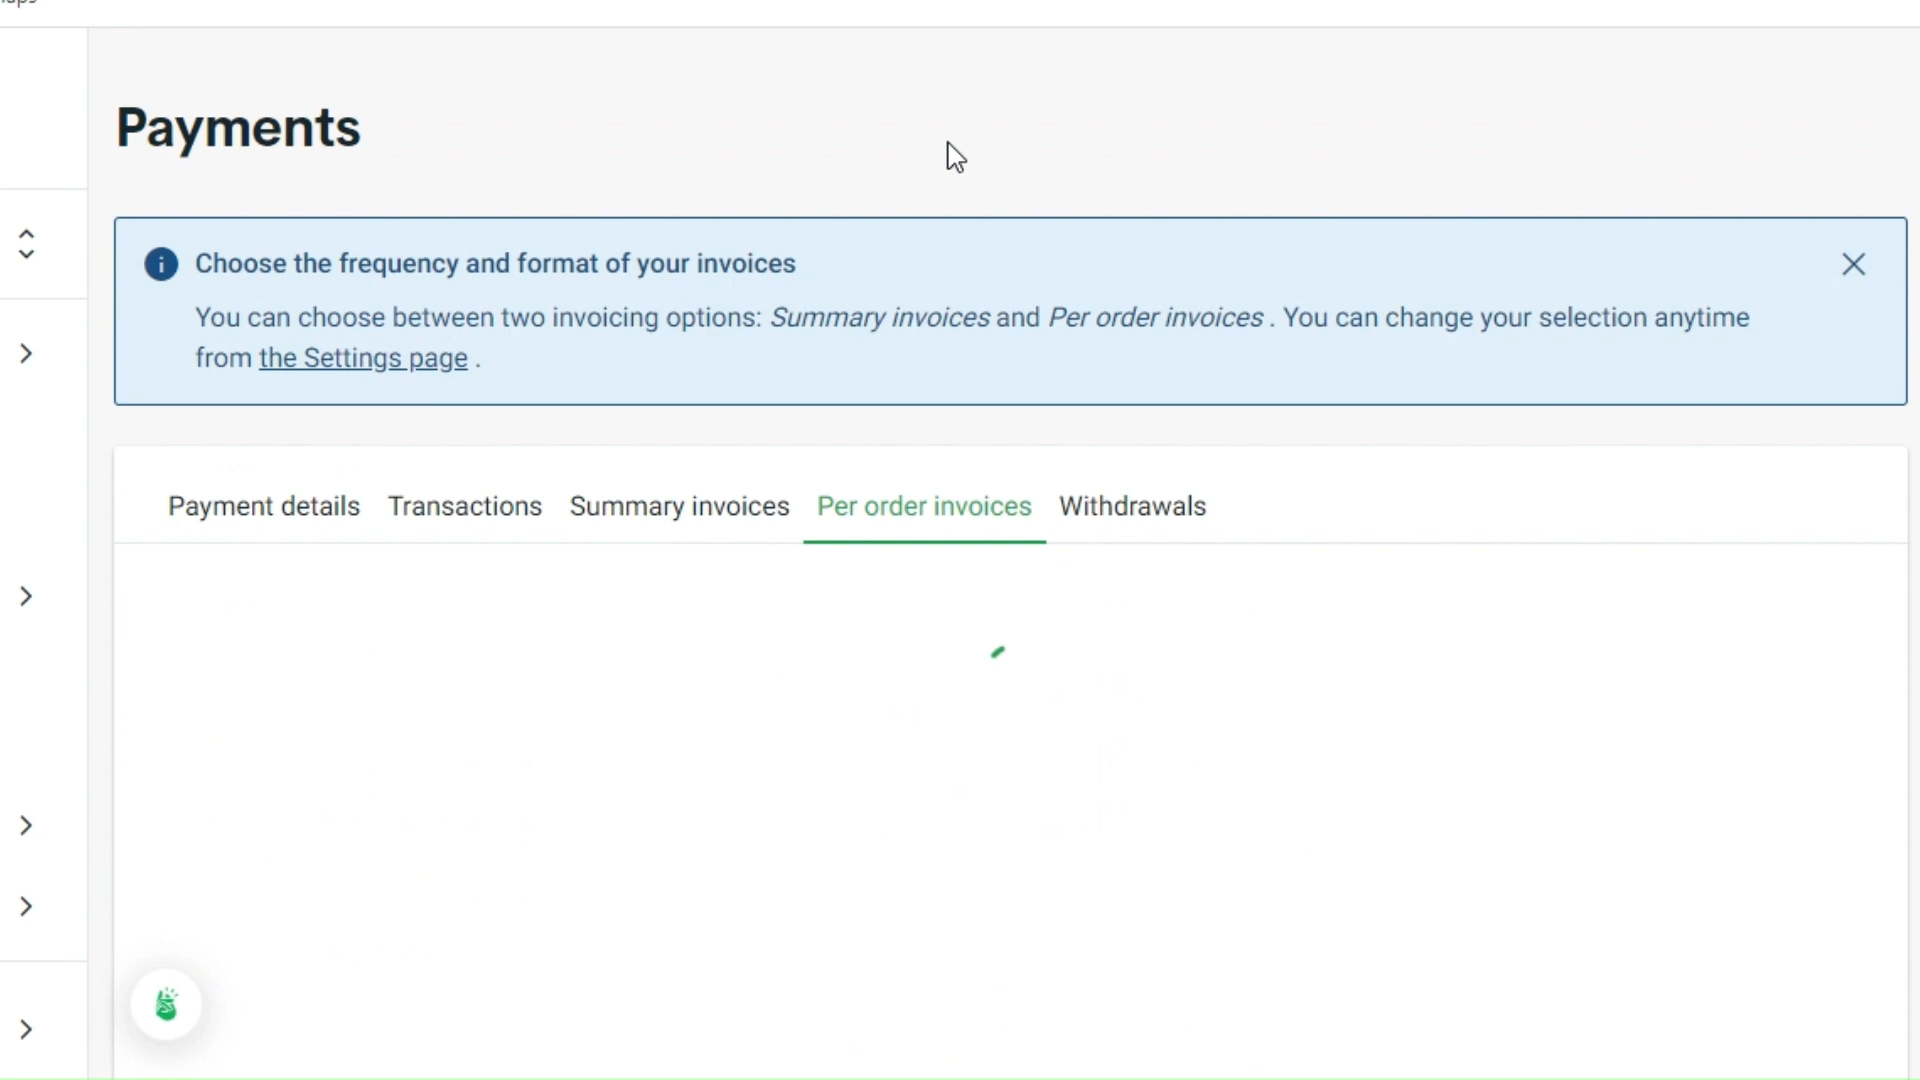 Payments
Choose the frequency and format of your invoices
You can choose between two invoicing options: Summary invoices and Per order invoices . You can change your selection anytime
from the Settings page .
Payment details Transactions Summary invoices Per order invoices Withdrawals